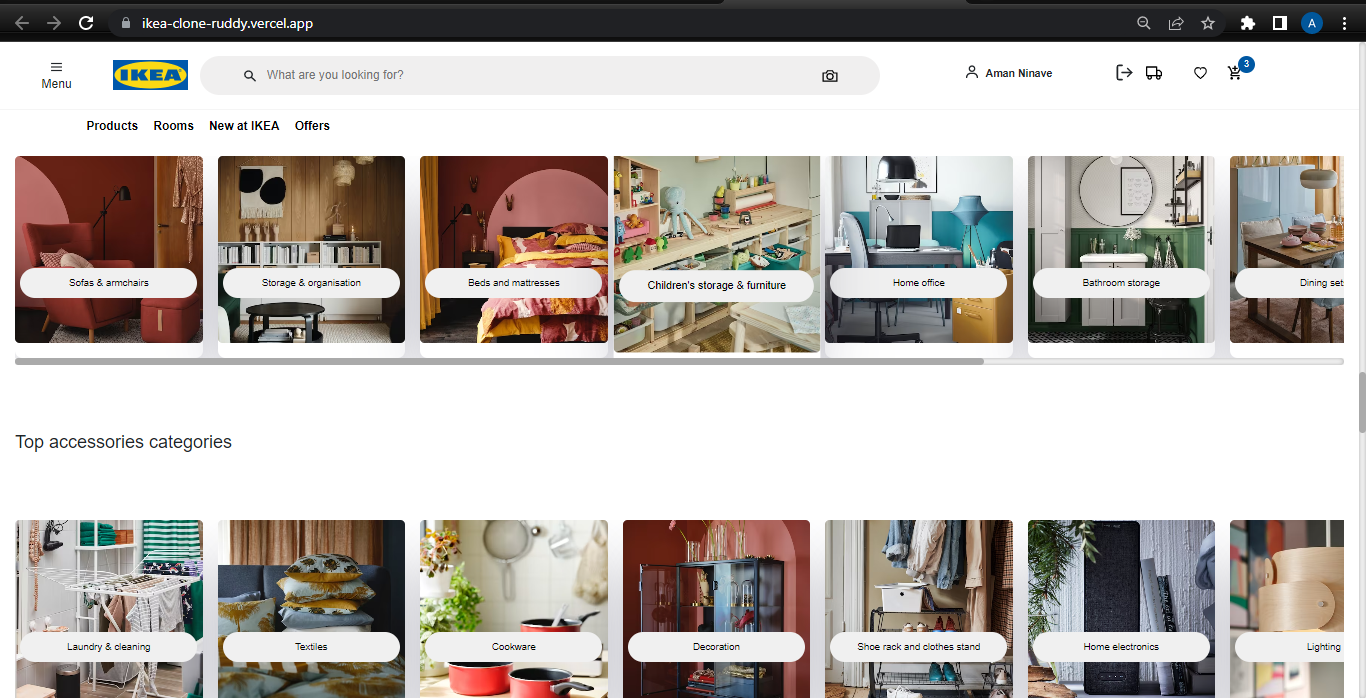 ikea-clone-ruddy.vercel.app
A
Menu
IKEA
What are you looking for?
Aman Ninave
3
Products Rooms New at IKEA Offers
Sofas & armchairs
Storage & organisation
Beds and mattresses
Children's storage & furniture
Home office
Bathroom storage
Dining set
Top accessories categories
Laundry & cleaning
Textiles
Cookware
Decoration
Shoe rack and clothes stand
Home electronics
Lighting